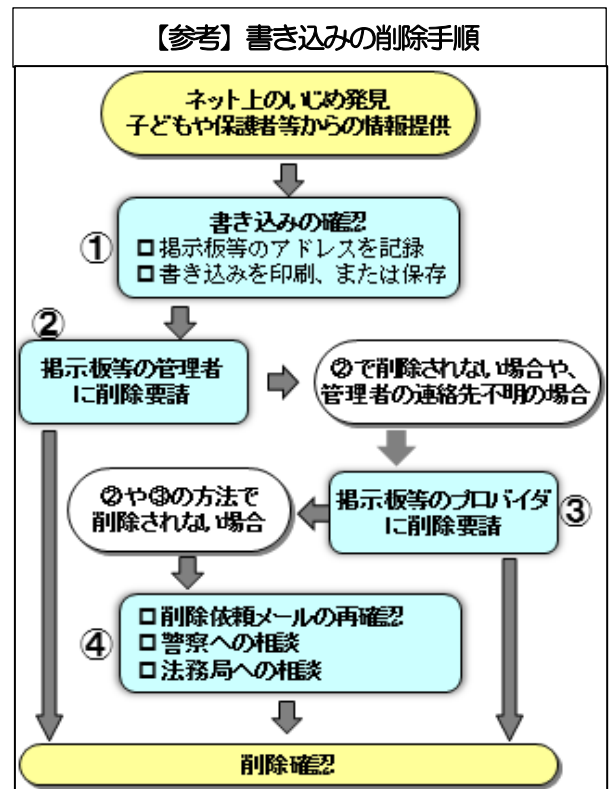 【参考】書き込みの削除手順
ネット上のいじめ発見
子どもや保護者等からの情報提供
①
書き込みの確認
□掲示板等のアドレスを記録
□書き込みを印刷、または保存
②
掲示板等の管理者
に削除要請
②で削除されない場合や、
管理者の連絡先不明の場合
掲示板等のプロバイダ
に削除要請
③
②や③の方法で
削除されない場合
④
□削除依頼メールの再確認
□警察への相談
□法務局への相談
削除確認